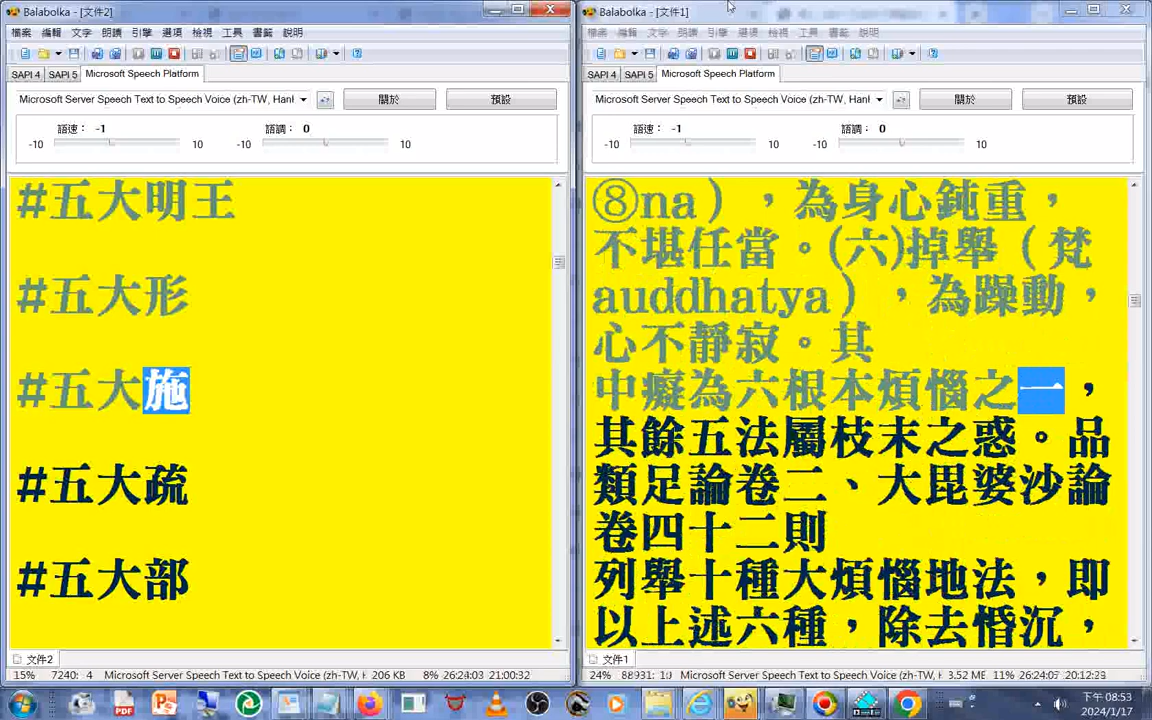 Balabolka - [文件2]
檔案 編輯 文字 朗讀 引擎 選項 檢視 工具 書籤 說明
SAPI 4 SAPI 5 Microsoft Speech Platform
Microsoft Server Speech Text to Speech Voice (zh-TW, Hanl
關於
預設
語速： -1
語調： 0
-10 10 -10 10
#五大明王
#五大形
#五大施
#五大疏
#五大部
文件2
15% 7240: 4 Microsoft Server Speech Text to Speech Voice (zh-TW, H 206 KB 8% 26:24:03 21:00:32
Balabolka - [文件1]
檔案 編輯 文字 朗讀 引擎 選項 檢視 工具 書籤 說明
SAPI 4 SAPI 5 Microsoft Speech Platform
Microsoft Server Speech Text to Speech Voice (zh-TW, Hanl
關於
預設
語速： -1
語調： 0
-10 10 -10 10
⑧na），為身心鈍重，
不堪任當。(六)掉舉（梵
auddhatya），為躁動，
心不靜寂。其
中癡為六根本煩惱之一，
其餘五法屬枝末之惑。品
類足論卷二、大毘婆沙論
卷四十二則
列舉十種大煩惱地法，即
以上述六種，除去惛沉，
文件1
24% Microsoft Server Speech Text to Speech Voice (zh-TW, H 3.52 MB 11% 26:24:07 20:12:33
下午 08:53
2024/1/17